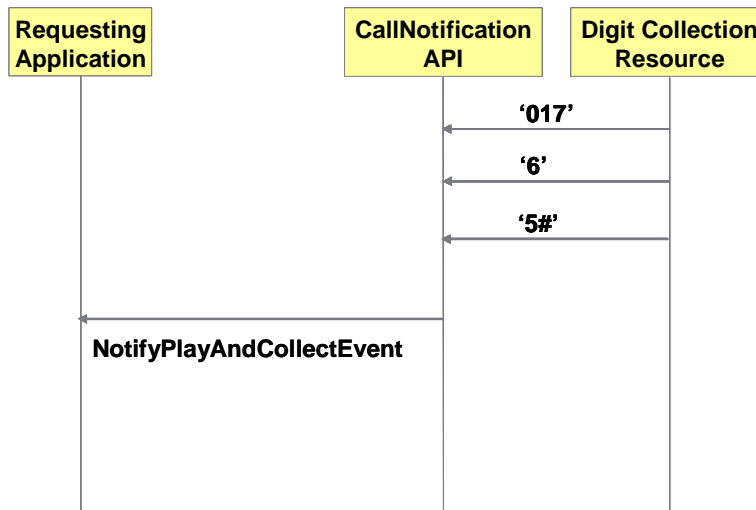 Requesting
Application
CallNotification
API
Digit Collection
Resource
‘017’
‘6’
‘5#’
NotifyPlayAndCollectEvent